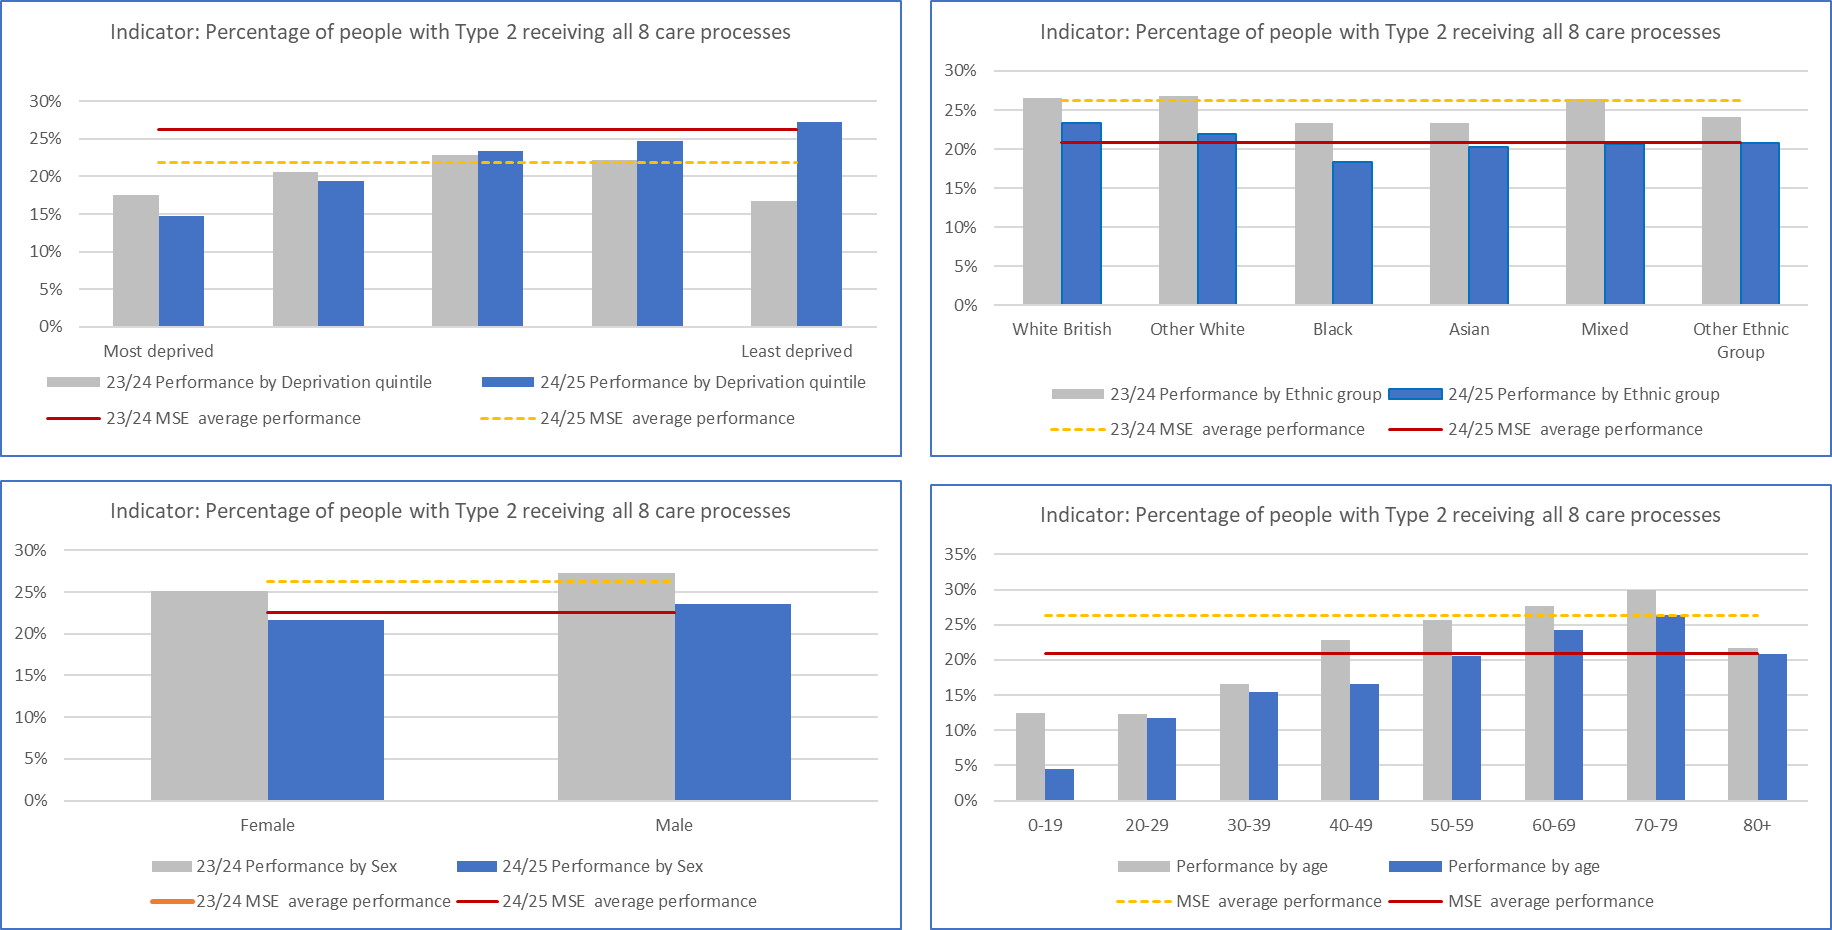 Indicator: Percentage of people with Type 2 receiving all 8 care processes
30%
25%
20%
15%
10%
5%
0%
Most deprived Least deprived
23/24 Performance by Deprivation quintile 24/25 Performance by Deprivation quintile
23/24 MSE average performance 24/25 MSE average performance
Indicator: Percentage of people with Type 2 receiving all 8 care processes
30%
25%
20%
15%
10%
5%
0%
White British Other White Black Asian Mixed Other Ethnic
Group
23/24 Performance by Ethnic group 24/25 Performance by Ethnic group
23/24 MSE average performance 24/25 MSE average performance
Indicator: Percentage of people with Type 2 receiving all 8 care processes
30%
25%
20%
15%
10%
5%
0%
Female Male
23/24 Performance by Sex 24/25 Performance by Sex
23/24 MSE average performance 24/25 MSE average performance
Indicator: Percentage of people with Type 2 receiving all 8 care processes
35%
30%
25%
20%
15%
10%
5%
0%
0-19 20-29 30-39 40-49 50-59 60-69 70-79 80+
Performance by age Performance by age
MSE average performance MSE average performance